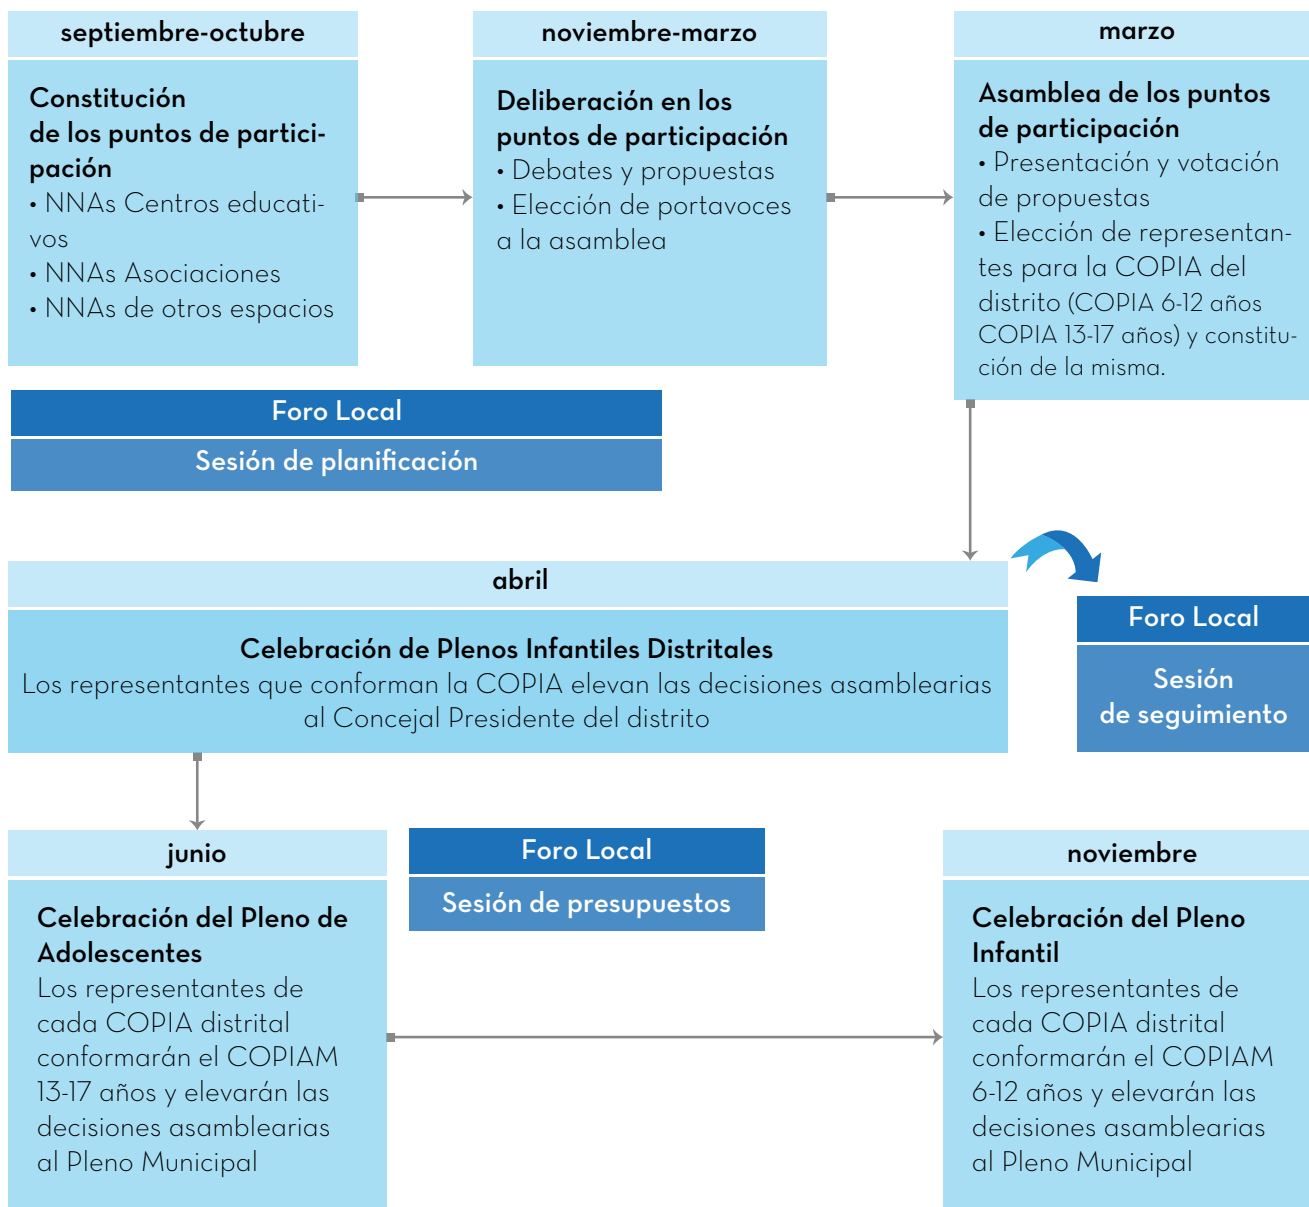 septiembre-octubre
Constitución
de los puntos de partici-
pación
• NNAs Centros educati-
vos
• NNAs Asociaciones
• NNAs de otros espacios
noviembre-marzo
Deliberación en los
puntos de participación
• Debates y propuestas
• Elección de portavoces
a la asamblea
marzo
Asamblea de los puntos
de participación
• Presentación y votación
de propuestas
• Elección de representan-
tes para la COPIA del
distrito (COPIA 6-12 años
COPIA 13-17 años) y constitu-
ción de la misma.
Foro Local
Sesión de planificación
abril
Celebración de Plenos Infantiles Distritales
Los representantes que conforman la COPIA elevan las decisiones asamblearias
al Concejal Presidente del distrito
Foro Local
Sesión
de seguimiento
junio
Celebración del Pleno de
Adolescentes
Los representantes de
cada COPIA distrital
conformarán el COPIAM
13-17 años y elevarán las
decisiones asamblearias
al Pleno Municipal
Foro Local
Sesión de presupuestos
noviembre
Celebración del Pleno
Infantil
Los representantes de
cada COPIA distrital
conformarán el COPIAM
6-12 años y elevarán las
decisiones asamblearias
al Pleno Municipal